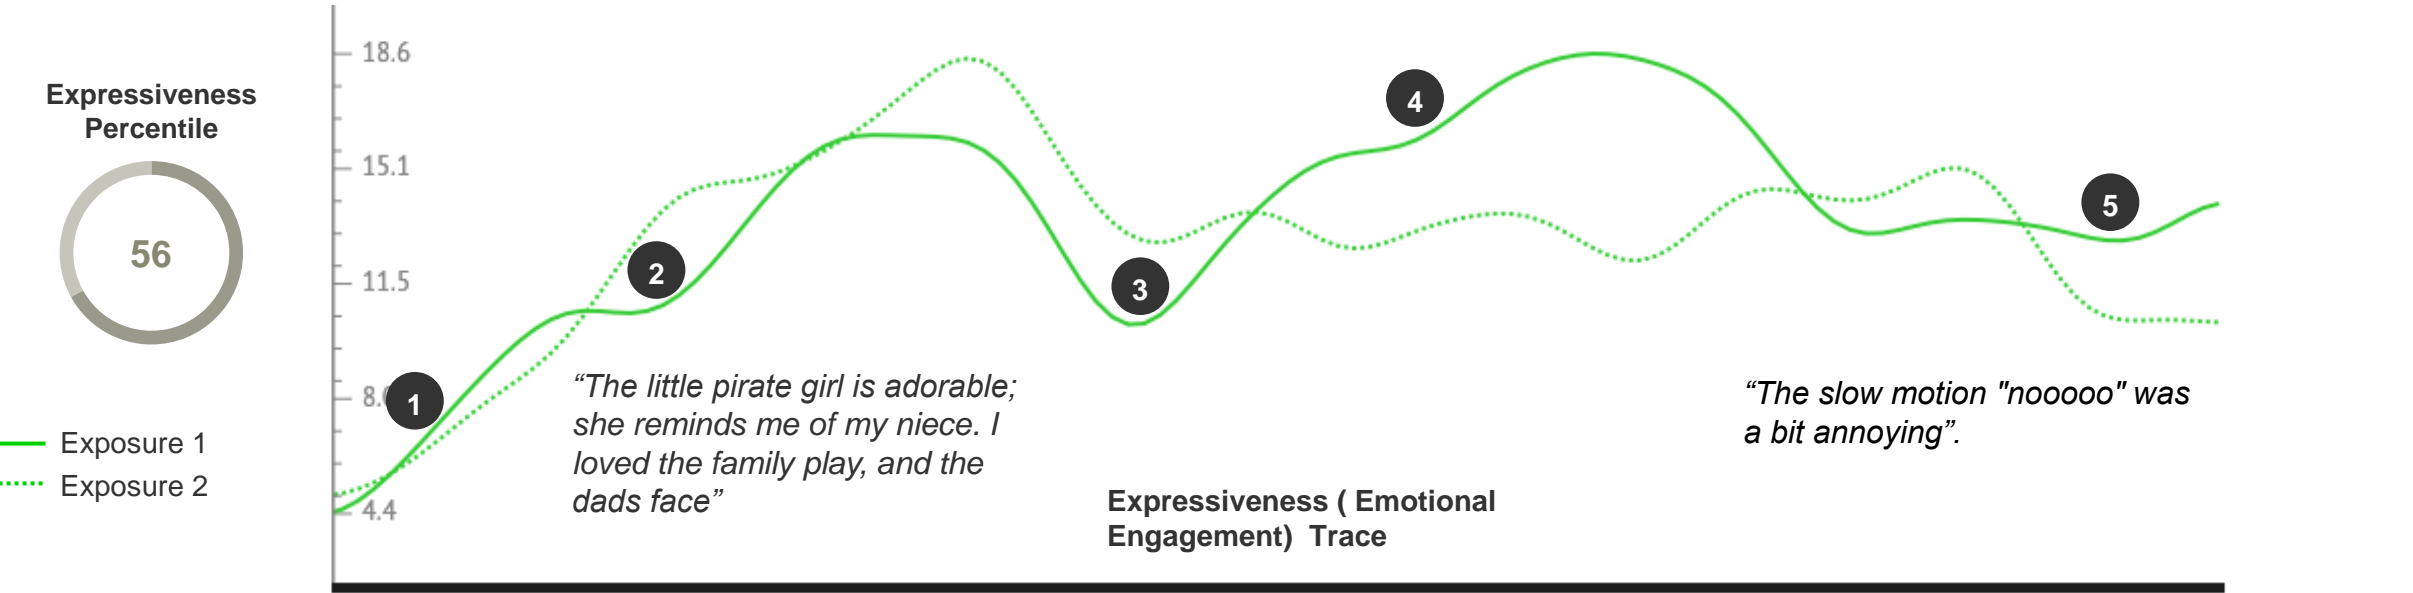 Expressiveness
Percentile
56
Exposure 1
Exposure 2
18.6
15.1
11.5
4.4
1
2
3
4
5
“The little pirate girl is adorable;
she reminds me of my niece. I
loved the family play, and the
dads face”
Expressiveness ( Emotional
Engagement)  Trace
“The slow motion "nooooo" was
a bit annoying”.